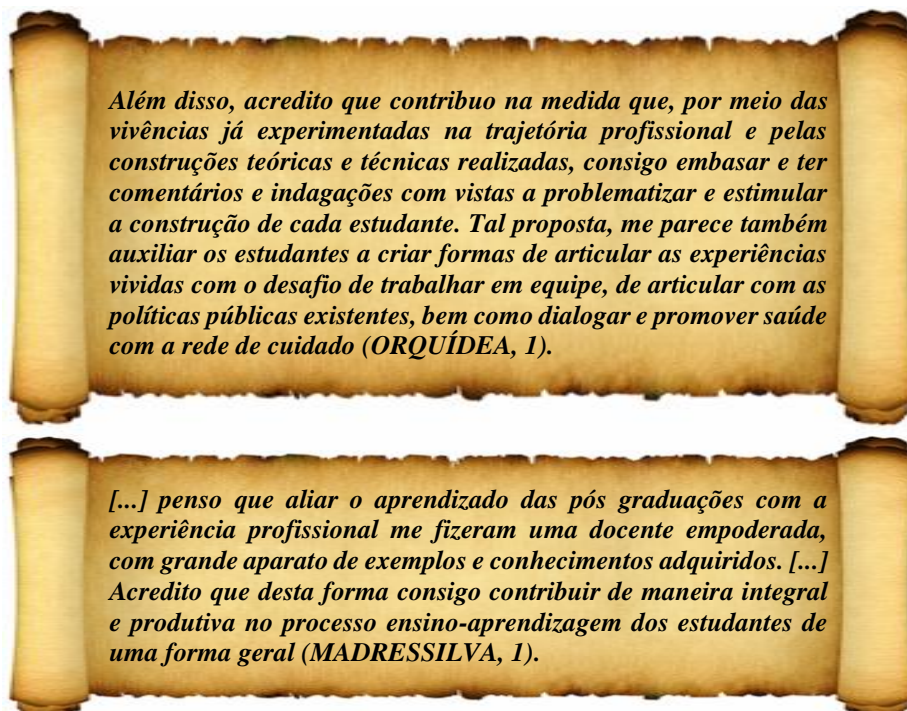 Além disso, acredito que contribuo na medida que, por meio das
vivências já experimentadas na trajetória profissional e pelas
construções teóricas e técnicas realizadas, consigo embasar e ter
comentários e indagações com vistas a problematizar e estimular
a construção de cada estudante. Tal proposta, me parece também
auxiliar os estudantes a criar formas de articular as experiências
vividas com o desafio de trabalhar em equipe, de articular com as
políticas públicas existentes, bem como dialogar e promover saúde
com a rede de cuidado (ORQUÍDEA, 1).
[...] penso que aliar o aprendizado das pós graduações com a
experiência profissional me fizeram uma docente empoderada,
com grande aparato de exemplos e conhecimentos adquiridos. [...]
Acredito que desta forma consigo contribuir de maneira integral
e produtiva no processo ensino-aprendizagem dos estudantes de
uma forma geral (MADRESSILVA, 1).